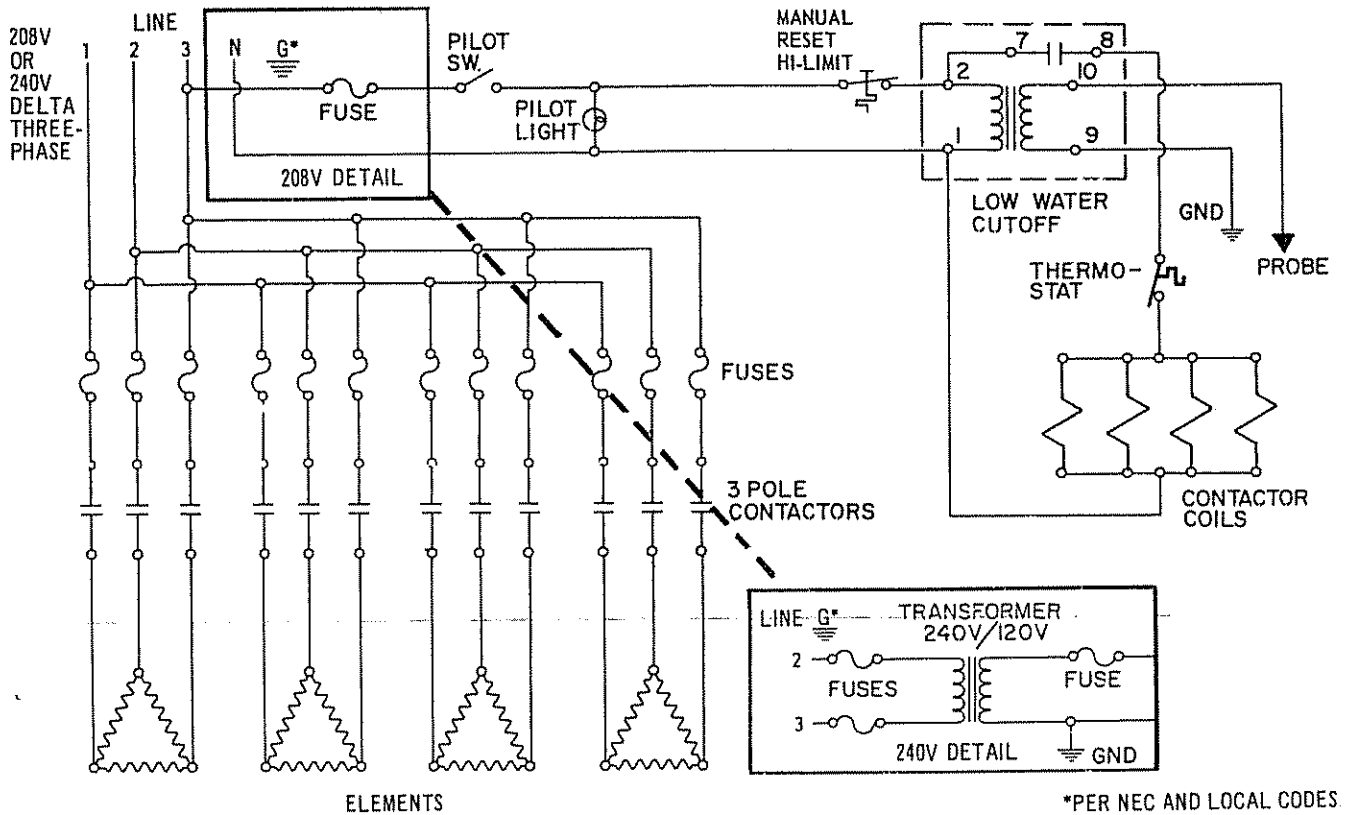 208V
OR
240V
DELTA
THREE-
PHASE
LINE
1 2 3
N G*
FUSE
208V DETAIL
PILOT
SW.
PILOT
LIGHT
MANUAL
RESET
HI-LIMIT
7 8
2 10
1 9
LOW WATER
CUTOFF
GND
PROBE
THERMO-
STAT
FUSES
3 POLE
CONTACTORS
CONTACTOR
COILS
LINE G*
TRANSFORMER
240V/120V
2
FUSES
FUSE
3
240V DETAIL
GND
ELEMENTS
*PER NEC AND LOCAL CODES.